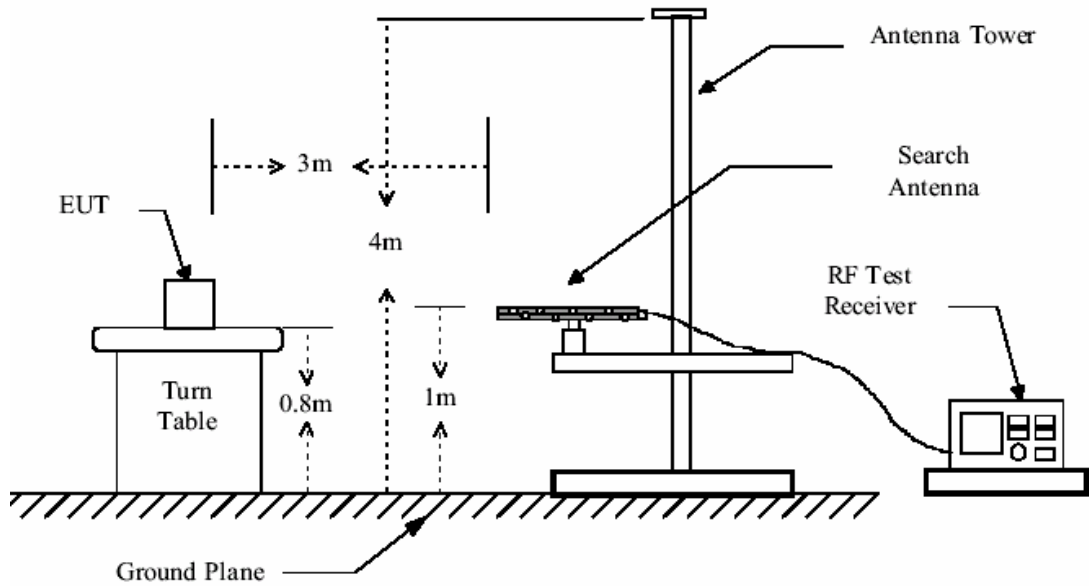 Antenna Tower
3m
Search
Antenna
EUT
4m
RF Test
Receiver
Turn
Table
0.8m
1m
Ground Plane